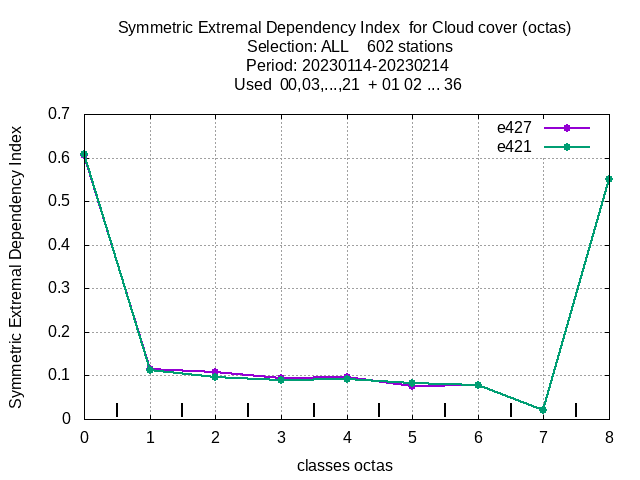 Symmetric Extremal Dependency Index  for Cloud cover (octas)
Selection: ALL    602 stations
Period: 20230114-20230214
Used  00,03,...,21  + 01 02 ... 36
Symmetric Extremal Dependency Index
0.7
0.6
0.5
0.4
0.3
0.2
0.1
0
e427
e421
0 1 2 3 4 5 6 7 8
classes octas